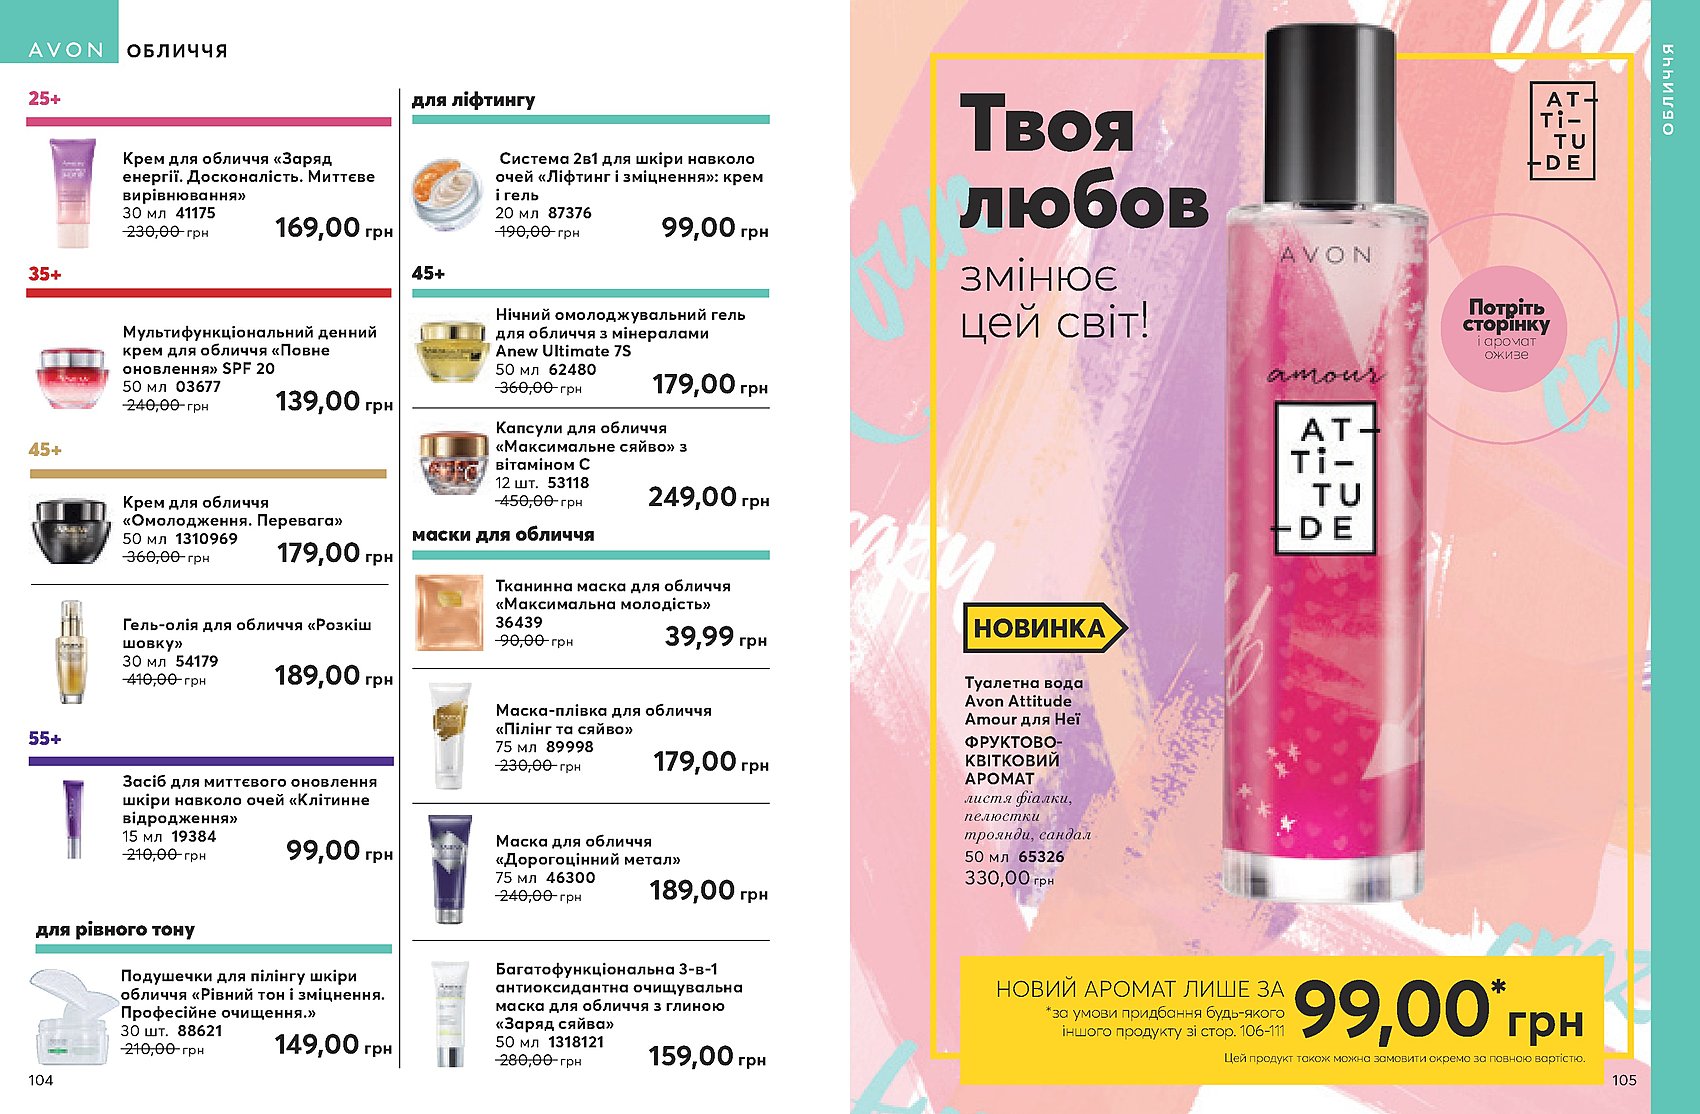 AVON ОБЛИЧЧЯ
25+
Крем для обличчя «Заряд
енергії. Досконалість. Миттєве
вирівнювання»
30 мл 41175
230,00 грн
169,00 грн
35+
Мультифункціональний денний
крем для обличчя «Повне
оновлення» SPF 20
50 мл 03677
240,00 грн
139,00 грн
45+
Крем для обличчя
«Омолодження. Перевага»
50 мл 1310969
360,00 грн
179,00 грн
Гель-олія для обличчя «Розкіш
шовку»
30 мл 54179
410,00 грн
189,00 грн
55+
Засіб для миттєвого оновлення
шкіри навколо очей «Клітинне
відродження»
15 мл 19384
210,00 грн
99,00 грн
для рівного тону
Подушечки для пілінгу шкіри
обличчя «Рівний тон і зміцнення.
Професійне очищення.»
30 шт. 88621
210,00 грн
149,00 грн
104
для ліфтингу
Система 2в1 для шкіри навколо
очей «Ліфтинг і зміцнення»: крем
і гель
20 мл 87376
190,00 грн
99,00 грн
45+
Нічний омолоджувальний гель
для обличчя з мінералами
Anew Ultimate 7S
50 мл 62480
360,00 грн
179,00 грн
Капсули для обличчя
«Максимальне сяйво» з
вітаміном С
12 шт. 53118
450,00 грн
249,00 грн
маски для обличчя
Тканинна маска для обличчя
«Максимальна молодість»
36439
90,00 грн
39,99 грн
Маска-плівка для обличчя
«Пілінг та сяйво»
75 мл 89998
230,00 грн
179,00 грн
Маска для обличчя
«Дорогоцінний метал»
75 мл 46300
240,00 грн
189,00 грн
Багатофункціональна 3-в-1
антиоксидантна очищувальна
маска для обличчя з глиною
«Заряд сяйва»
50 мл 1318121
280,00 грн
159,00 грн
Твоя
любов
змінює
цей світ!
AT
Ti–
TU
DE
ОБЛИЧЧЯ
Потріть
сторінку
і аромат
оживе
AVON
amour
AT
Ti–
TU
DE
НОВИНКА
Туалетна вода
Avon Attitude
Amour для Неї
ФРУКТОВО-
КВІТКОВИЙ
АРОМАТ
листя фіалки,
пелюстки
троянди, сандал
50 мл 65326
330,00 грн
НОВИЙ АРОМАТ ЛИШЕ ЗА
*за умови придбання будь-якого
іншого продукту зі стор. 106-111
99,00* грн
Цей продукт також можна замовити окремо за повною вартістю.
105